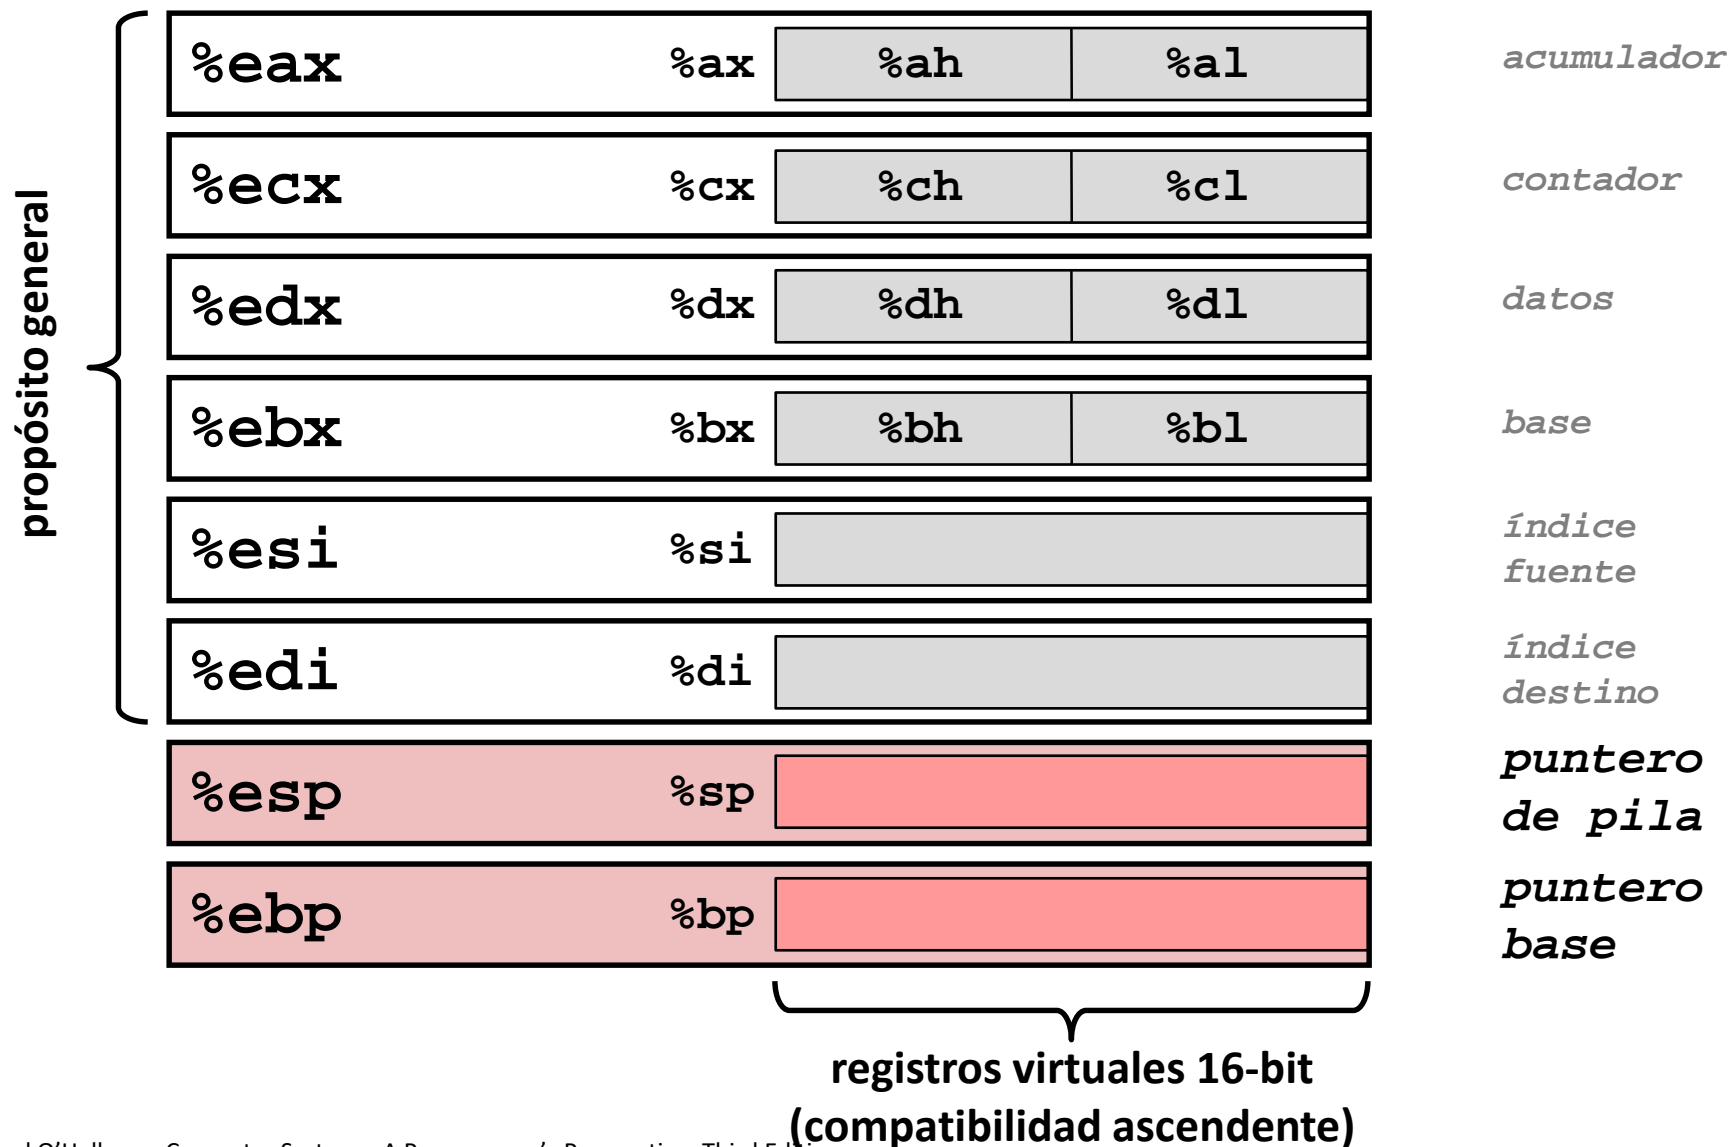 propósito general
%eax %ax %ah %al acumulador
%ecx %cx %ch %cl contador
%edx %dx %dh %dl datos
%ebx %bx %bh %bl base
%esi %si índice
fuente
%edi %di índice
destino
%esp %sp puntero
de pila
%ebp %bp puntero
base
registros virtuales 16-bit
(compatibilidad ascendente)